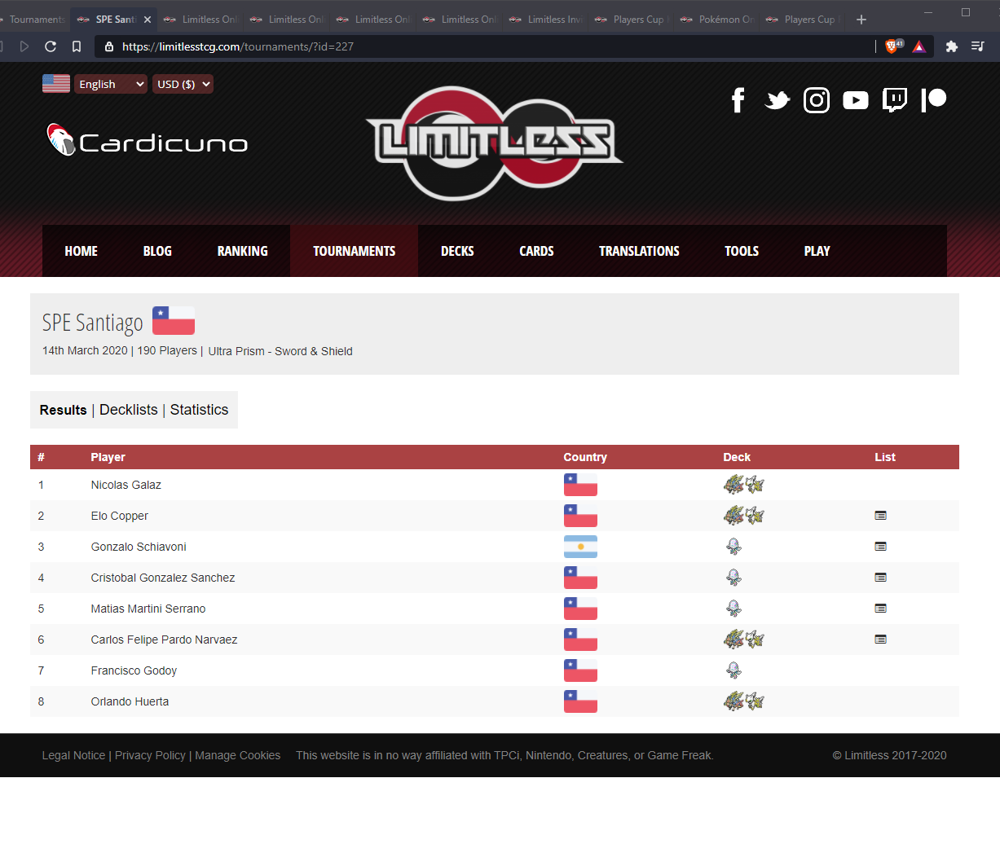 Tournaments SPE Santi Limitless Onl Limitless Onl Limitless Onl Limitless Onl Limitless Invi Players Cup Pokémon On Players Cup
https://limitlesstcg.com/tournaments/?id=227
41
English USD ($)
Cardicuno
LIMITLESS
HOME BLOG RANKING TOURNAMENTS DECKS CARDS TRANSLATIONS TOOLS PLAY
SPE Santiago
14th March 2020 | 190 Players | Ultra Prism - Sword & Shield
Results | Decklists | Statistics
# Player Country Deck List
1 Nicolas Galaz
2 Elo Copper
3 Gonzalo Schiavoni
4 Cristobal Gonzalez Sanchez
5 Matias Martini Serrano
6 Carlos Felipe Pardo Narvaez
7 Francisco Godoy
8 Orlando Huerta
Legal Notice | Privacy Policy | Manage Cookies This website is in no way affiliated with TPCi, Nintendo, Creatures, or Game Freak. © Limitless 2017-2020